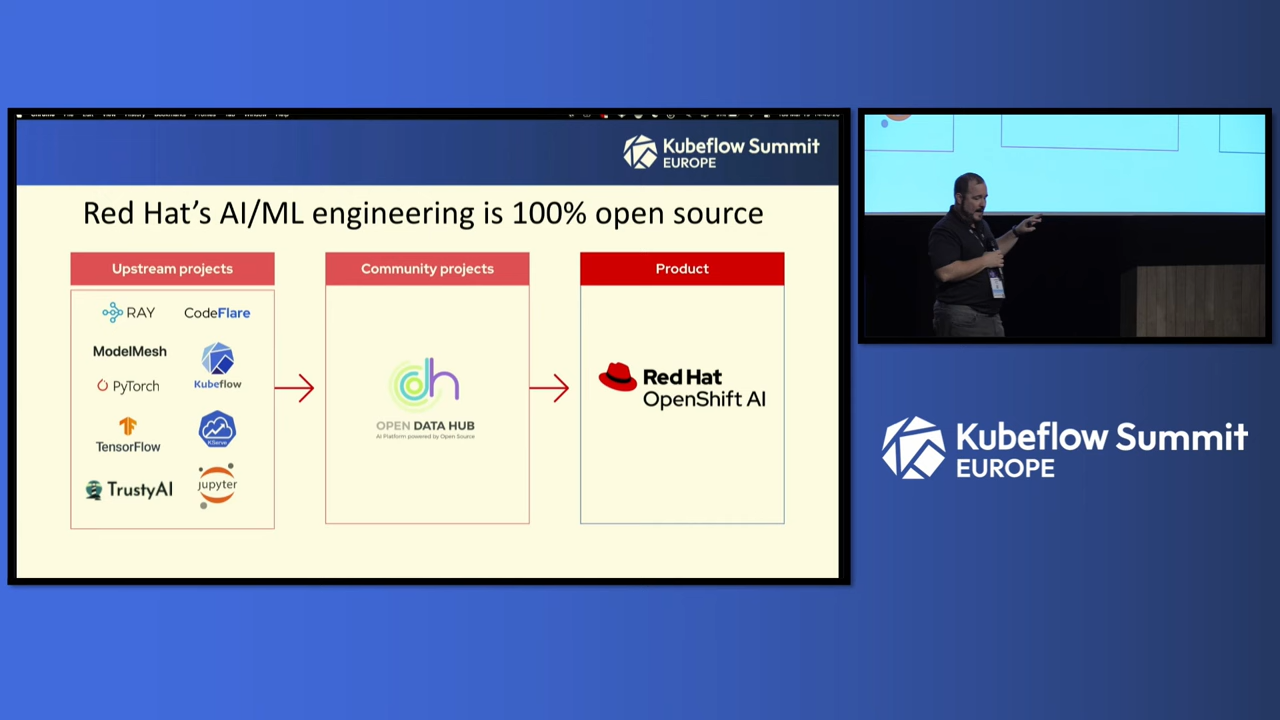 Kubeflow Summit
EUROPE
Red Hat's AI/ML engineering is 100% open source
Upstream projects
RAY
CodeFlare
ModelMesh
Kubeflow
PyTorch
TensorFlow
KServe
TrustyAI
jupyter
Community projects
OPEN DATA HUB
AI Platform powered by Open Source
Product
Red Hat
OpenShift AI
Kubeflow Summit
EUROPE